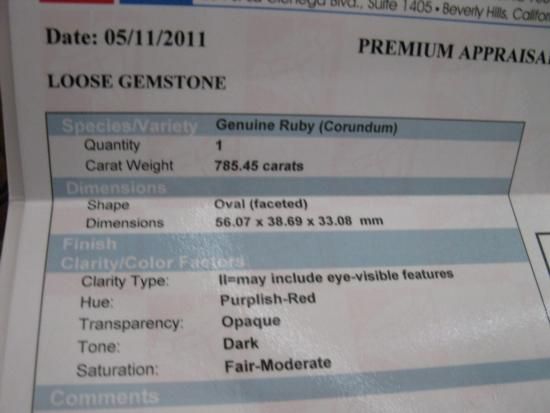 Blvd., Suite 1405 • Beverly Hills, Califo
Date: 05/11/2011
PREMIUM APPRAISA
LOOSE GEMSTONE
Species/Variety Genuine Ruby (Corundum)
Quantity 1
Carat Weight 785.45 carats
Dimensions
Shape Oval (faceted)
Dimensions 56.07 x 38.69 x 33.08 mm
Finish
Clarity/Color Factors
Clarity Type: II=may include eye-visible features
Hue: Purplish-Red
Transparency: Opaque
Tone: Dark
Saturation: Fair-Moderate
Comments